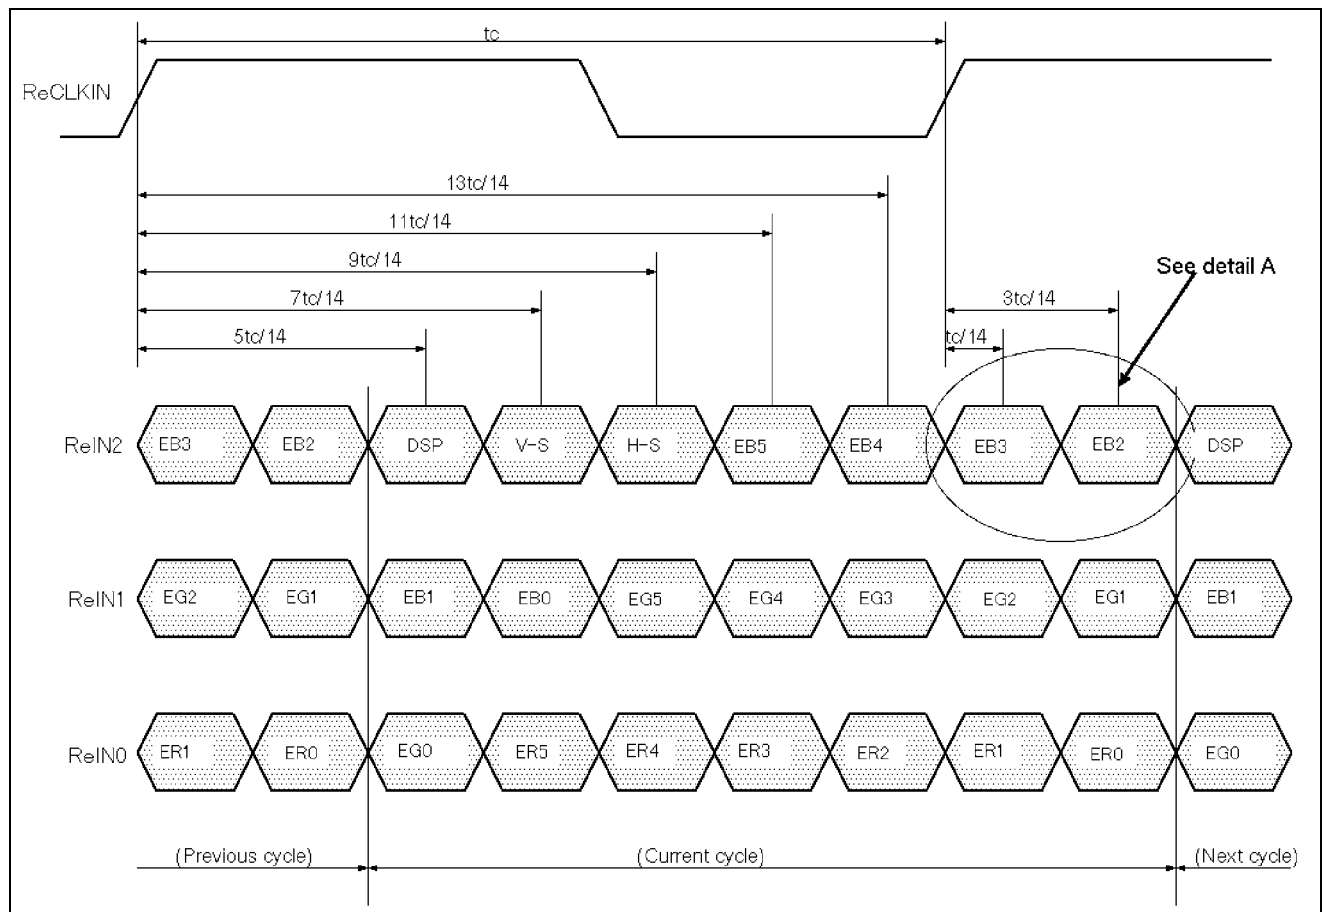 tc
ReCLKIN
13tc/14
11tc/14
9tc/14
See detail A
7tc/14
3tc/14
5tc/14
tc/14
ReIN2 EB3 EB2 DSP V-S H-S EB5 EB4 EB3 EB2 DSP
ReIN1 EG2 EG1 EB1 EB0 EG5 EG4 EG3 EG2 EG1 EB1
ReIN0 ER1 ER0 EG0 ER5 ER4 ER3 ER2 ER1 ER0 EG0
(Previous cycle) (Current cycle) (Next cycle)